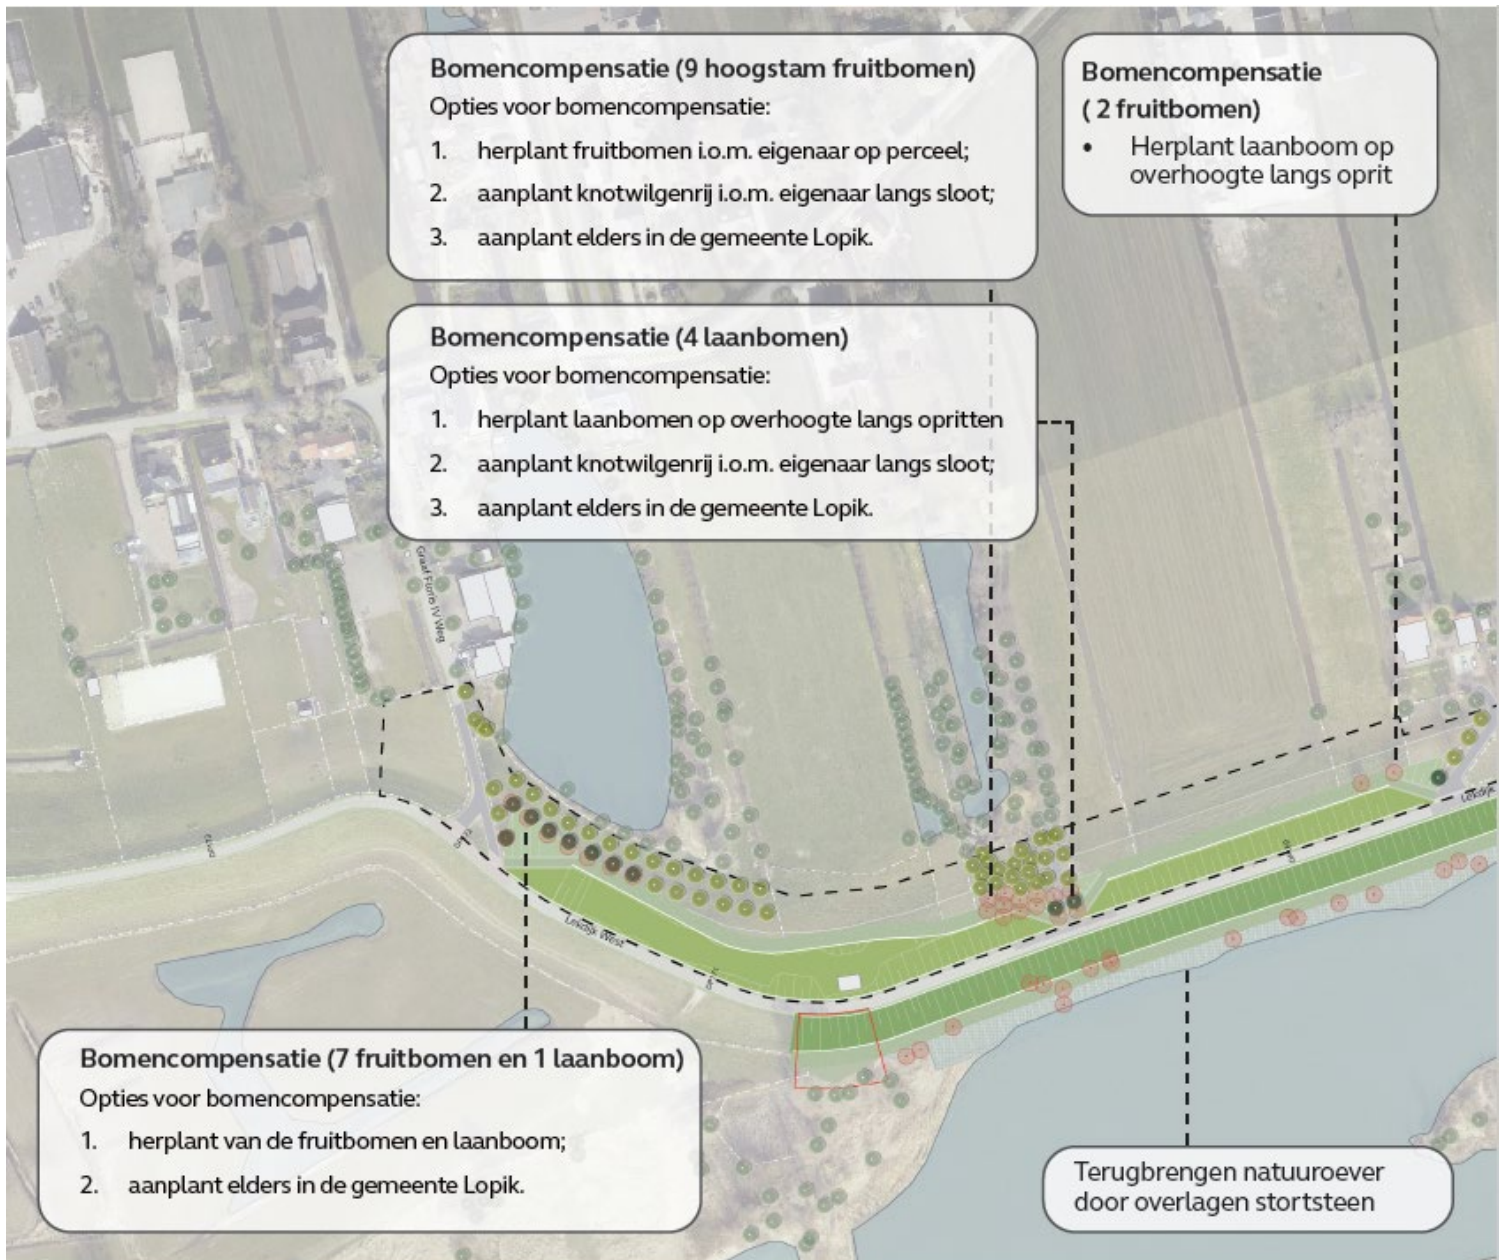 Bomencompensatie (9 hoogstam fruitbomen)
Opties voor bomencompensatie:
1. herplant fruitbomen i.o.m. eigenaar op perceel;
2. aanplant knotwilgenrij i.o.m. eigenaar langs sloot;
3. aanplant elders in de gemeente Lopik.
Bomencompensatie
( 2 fruitbomen)
• Herplant laanboom op
overhoogte langs oprit
Bomencompensatie (4 laanbomen)
Opties voor bomencompensatie:
1. herplant laanbomen op overhoogte langs opritten
2. aanplant knotwilgenrij i.o.m. eigenaar langs sloot;
3. aanplant elders in de gemeente Lopik.
Graaf Floris IV Weg
Lekdijk
Lekdijk West
Bomencompensatie (7 fruitbomen en 1 laanboom)
Opties voor bomencompensatie:
1. herplant van de fruitbomen en laanboom;
2. aanplant elders in de gemeente Lopik.
Terugbrengen natuuroever
door overlagen stortsteen